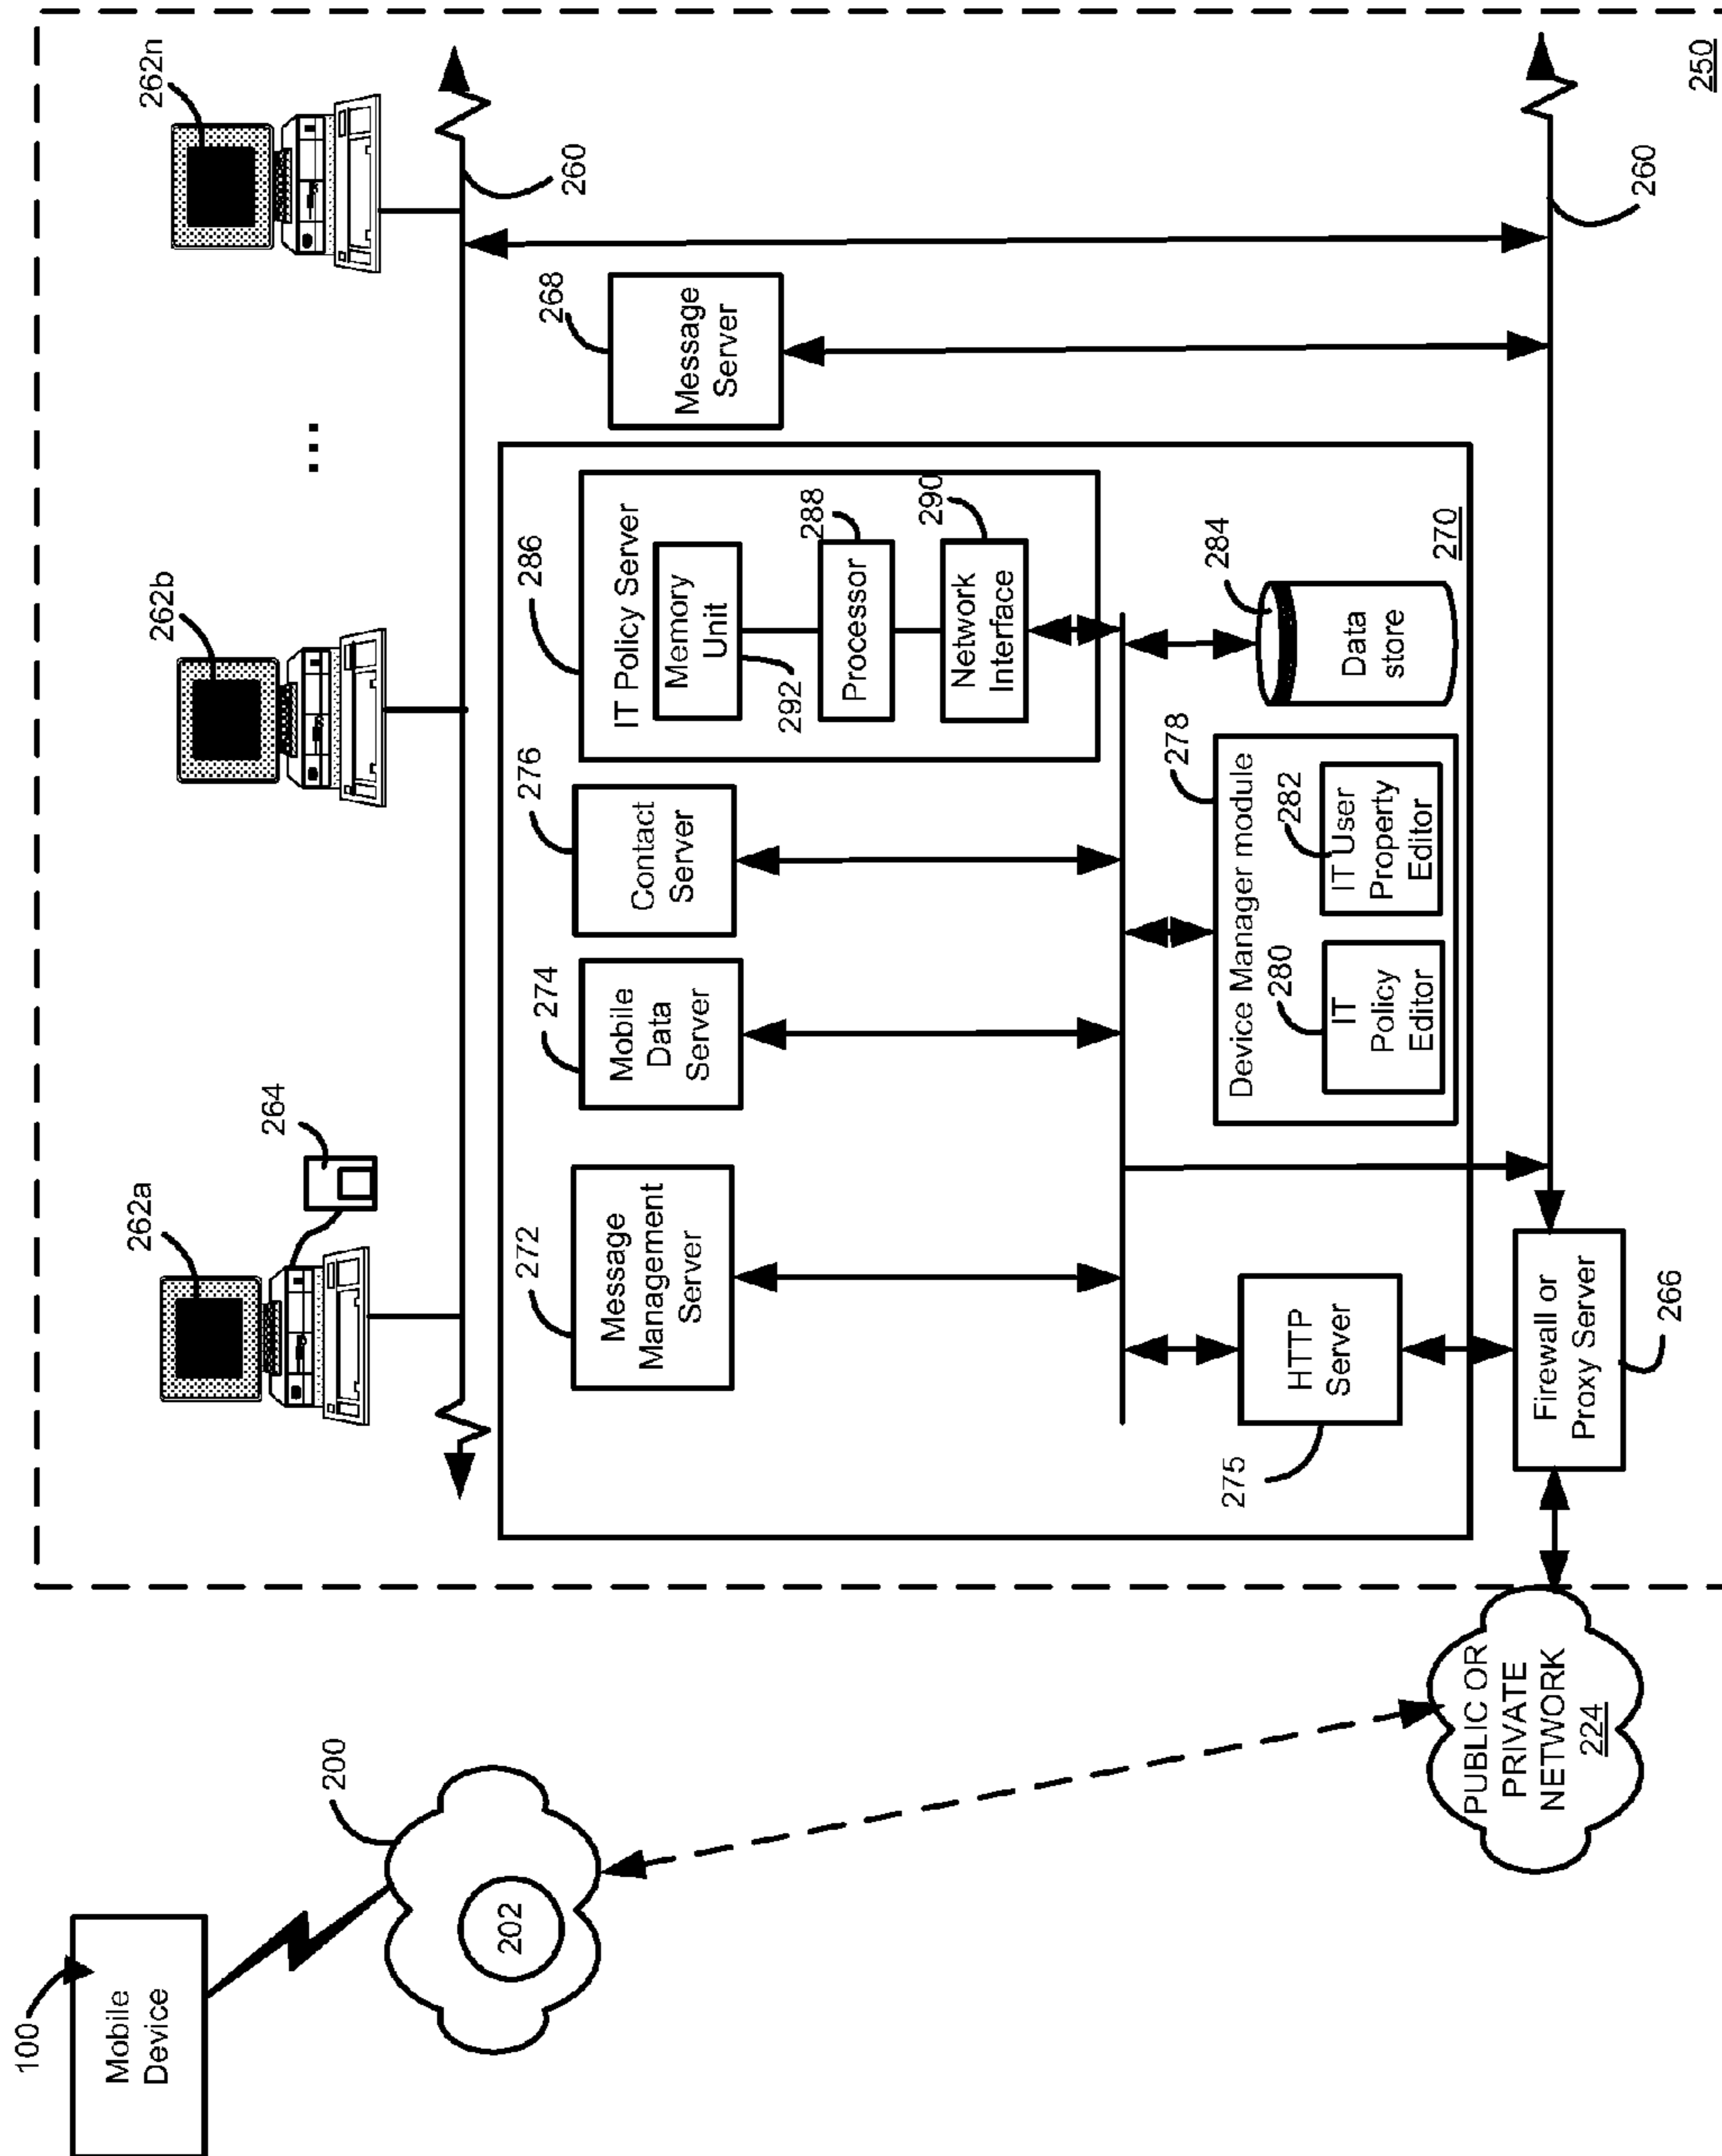 100
Mobile
Device
200
202
PUBLIC OR
PRIVATE
NETWORK
224
262a
264
262b
...
262n
260
272
Message
Management
Server
274
Mobile
Data
Server
276
Contact
Server
286
IT Policy Server
Memory
Unit
292
Processor
288
Network
Interface
290
268
Message
Server
275
HTTP
Server
278
Device Manager module
280
IT
Policy
Editor
282
IT User
Property
Editor
284
Data
store
270
Firewall or
Proxy Server
266
260
250